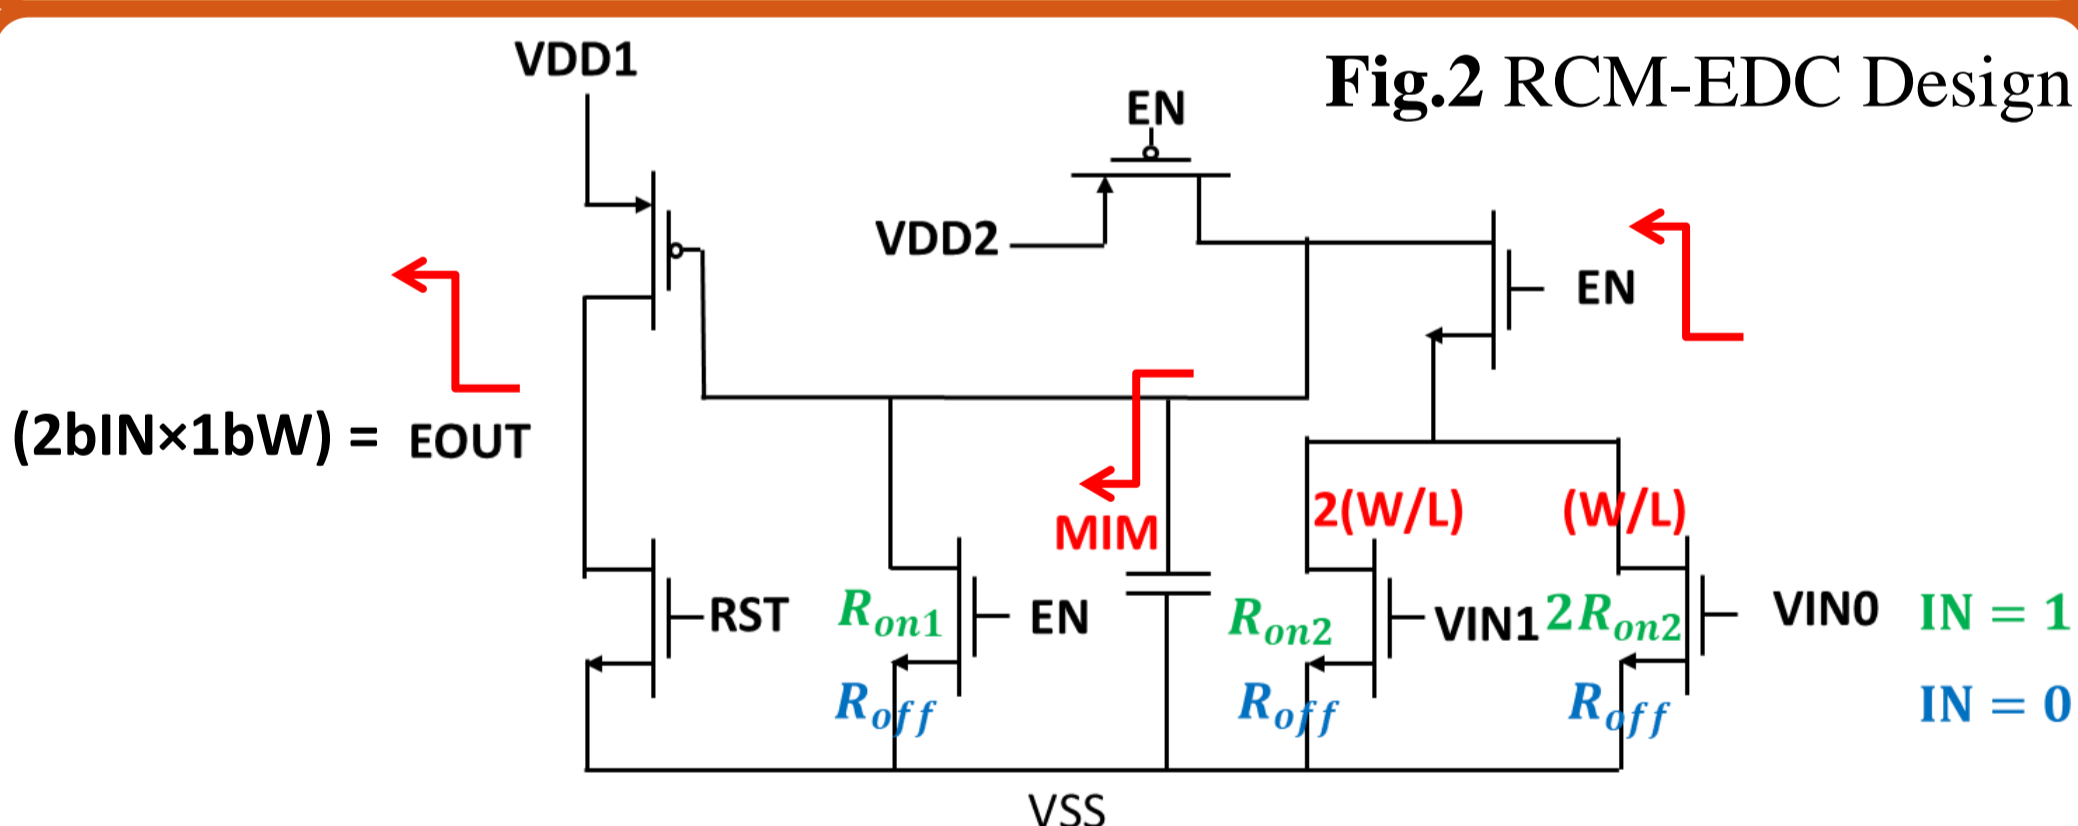 VDD1
Fig.2 RCM-EDC Design
EN
VDD2
EN
(2bIN×1bW) = EOUT
2(W/L)
(W/L)
MIM
RST
Ron1
EN
Ron2
VIN1
2Ron2
VIN0
IN = 1
Roff
Roff
Roff
IN = 0
VSS